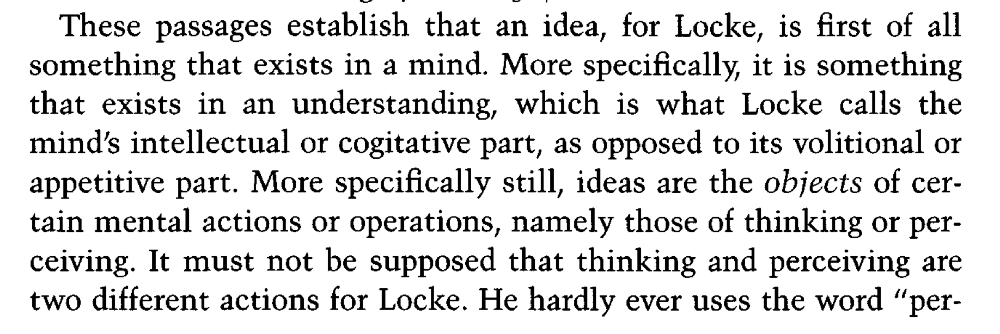 These passages establish that an idea, for Locke, is first of all
something that exists in a mind. More specifically, it is something
that exists in an understanding, which is what Locke calls the
mind's intellectual or cogitative part, as opposed to its volitional or
appetitive part. More specifically still, ideas are the objects of cer-
tain mental actions or operations, namely those of thinking or per-
ceiving. It must not be supposed that thinking and perceiving are
two different actions for Locke. He hardly ever uses the word "per-